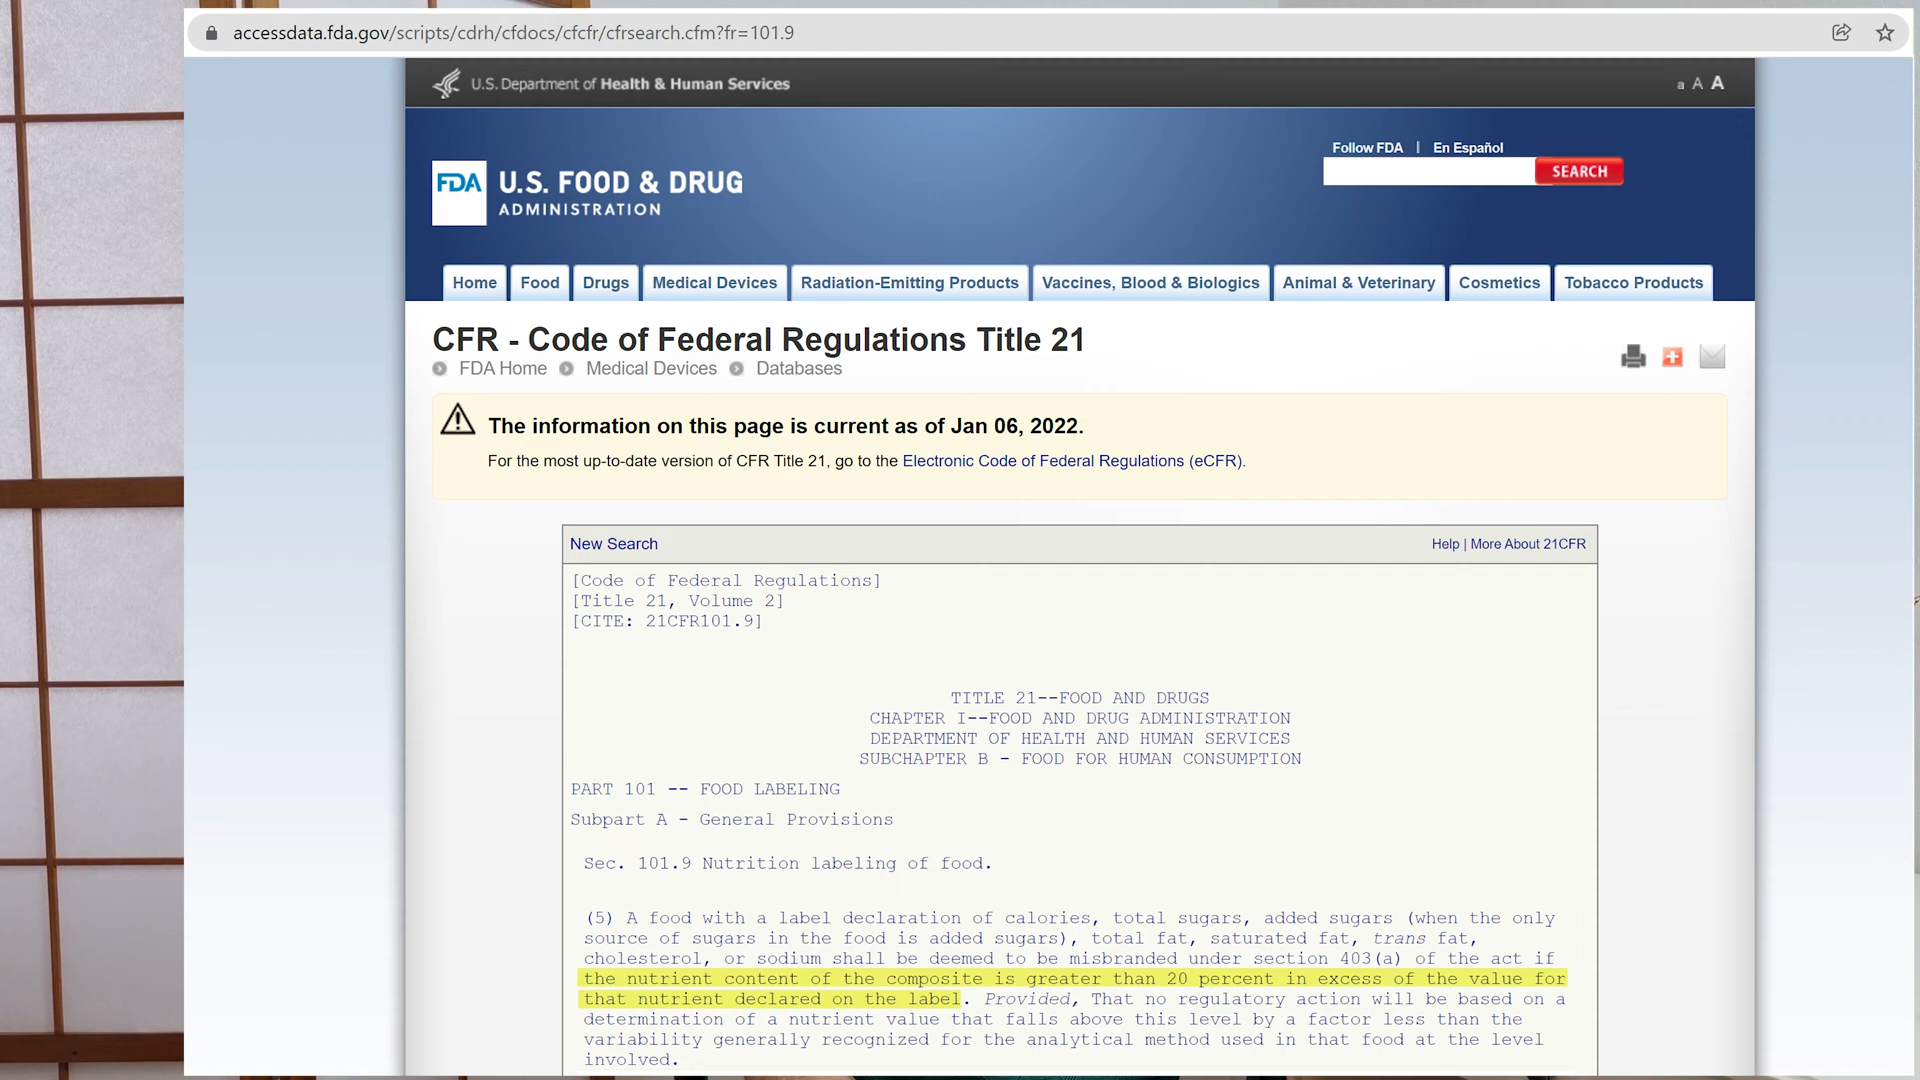 accessdata.fda.gov/scripts/cdrh/cfdocs/cfcfr/cfrsearch.cfm?fr=101.9
U.S. Department of Health & Human Services
a A A
Follow FDA | En Español
SEARCH
FDA U.S. FOOD & DRUG
ADMINISTRATION
Home Food Drugs Medical Devices Radiation-Emitting Products Vaccines, Blood & Biologics Animal & Veterinary Cosmetics Tobacco Products
CFR - Code of Federal Regulations Title 21
FDA Home Medical Devices Databases
The information on this page is current as of Jan 06, 2022.
For the most up-to-date version of CFR Title 21, go to the Electronic Code of Federal Regulations (eCFR).
New Search Help | More About 21CFR
[Code of Federal Regulations]
[Title 21, Volume 2]
[CITE: 21CFR101.9]
TITLE 21--FOOD AND DRUGS
CHAPTER I--FOOD AND DRUG ADMINISTRATION
DEPARTMENT OF HEALTH AND HUMAN SERVICES
SUBCHAPTER B - FOOD FOR HUMAN CONSUMPTION
PART 101 -- FOOD LABELING
Subpart A - General Provisions
Sec. 101.9 Nutrition labeling of food.
(5) A food with a label declaration of calories, total sugars, added sugars (when the only
source of sugars in the food is added sugars), total fat, saturated fat, trans fat,
cholesterol, or sodium shall be deemed to be misbranded under section 403(a) of the act if
the nutrient content of the composite is greater than 20 percent in excess of the value for
that nutrient declared on the label. Provided, That no regulatory action will be based on a
determination of a nutrient value that falls above this level by a factor less than the
variability generally recognized for the analytical method used in that food at the level
involved.